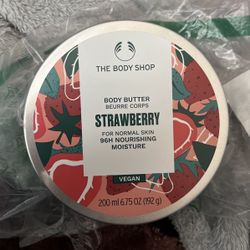 THE BODY SHOP
BODY BUTTER
BEURRE CORPS
STRAWBERRY
FOR NORMAL SKIN
96H NOURISHING
MOISTURE
VEGAN
200 ml 6.75 OZ (192 g)